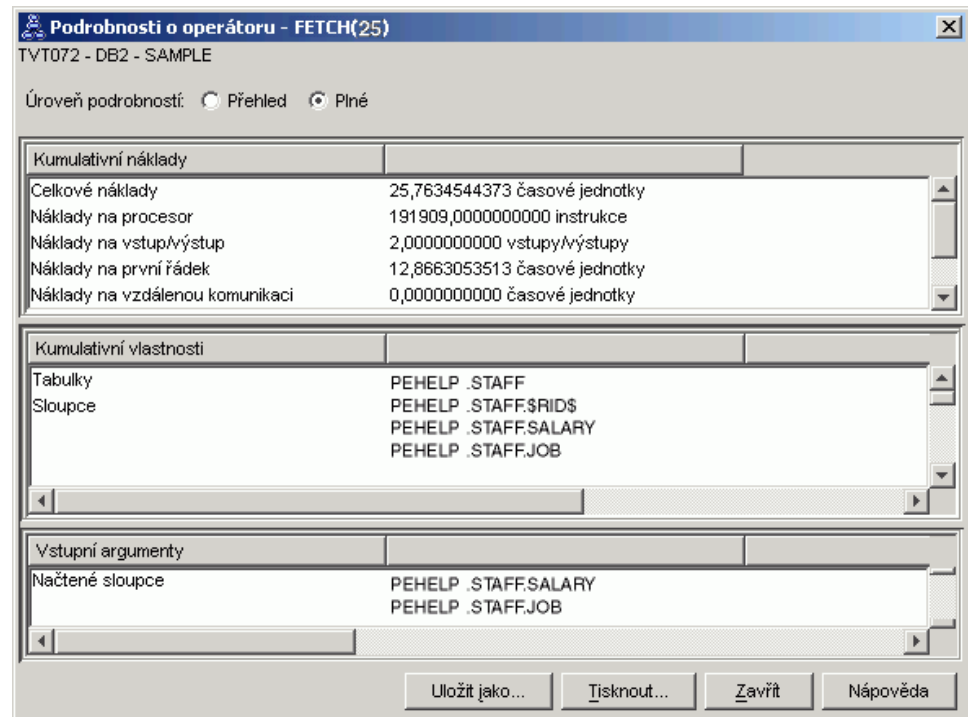 Podrobnosti o operátoru - FETCH(25)
TVT072 - DB2 - SAMPLE
Úroveň podrobností: Přehled Plné
Kumulativní náklady
Celkové náklady 25,7634544373 časové jednotky
Náklady na procesor 191909,0000000000 instrukce
Náklady na vstup/výstup 2,0000000000 vstupy/výstupy
Náklady na první řádek 12,8663053513 časové jednotky
Náklady na vzdálenou komunikaci 0,0000000000 časové jednotky
Kumulativní vlastnosti
Tabulky PEHELP .STAFF
Sloupce PEHELP .STAFF.$RID$
PEHELP .STAFF.SALARY
PEHELP .STAFF.JOB
Vstupní argumenty
Načtené sloupce PEHELP .STAFF.SALARY
PEHELP .STAFF.JOB
Uložit jako... Tisknout... Zavřít Nápověda